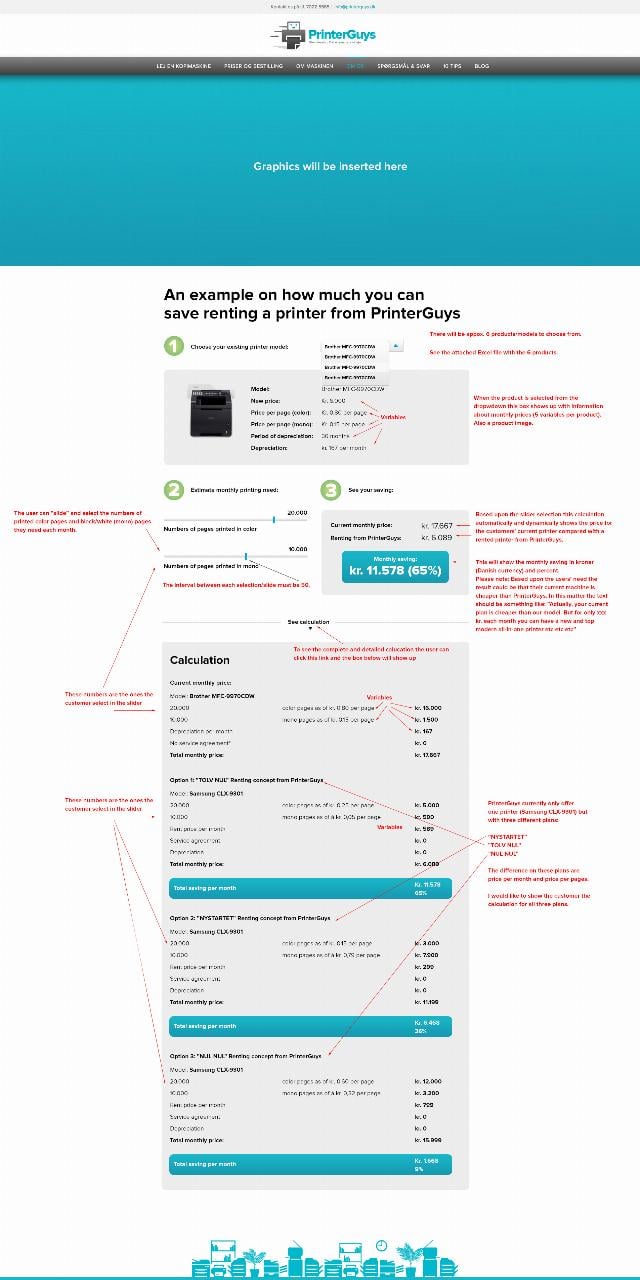 Kontakt os på tlf. 7022 5565 | info@printerguys.dk
PrinterGuys
LEJ EN KOPIMASKINE PRISER OG BESTILLING OM MASKINEN OM OS SPØRGSMÅL & SVAR 10 TIPS BLOG
Graphics will be inserted here
An example on how much you can
save renting a printer from PrinterGuys
1 Choose your existing printer model:
Brother MFC-9970CDW
Brother MFC-9970CDW
Brother MFC-9970CDW
Brother MFC-9970CDW
There will be appox. 6 products/models to choose from.
See the attached Excel file with the 6 products.
Model: Brother MFC-9970CDW
New price: Kr. 5.000
Price per page (color): Kr. 0.80 per page
Price per page (mono): Kr. 0.15 per page
Period of depreciation: 30 months
Depreciation: kr. 167 per month
Variables
When the product is selected from the
dropwdown this box shows up with information
about monthly prices (5 variables per product).
Also a product image.
2 Estimate monthly printing need:
3 See your saving:
The user can "slide" and select the numbers of
printed color pages and black/white (mono) pages
they need each month.
20.000
Numbers of pages printed in color
10.000
Numbers of pages printed in mono
The interval between each selection/slide must be 50.
Current monthly price: kr. 17.667
Renting from PrinterGuys: kr. 6.089
Monthly saving:
kr. 11.578 (65%)
Based upon the slider selection this calculation
automatically and dynamically shows the price for
the customers' current printer compared with a
rented printer from PrinterGuys.
This will show the monthly saving in kroner
(Danish currency) and percent.
Please note: Based upon the users' need the
result could be that their current machine is
cheaper than PrinterGuys. In this matter the text
should be something like: "Actually, your current
plan is cheaper than our model. But for only
kr. each month you can have a new and top
modern all-in-one printer etc etc etc"
See calculation
To see the complete and detailed calucation the user can
click this link and the box below will show up
Calculation
Current monthly price:
Model: Brother MFC-9970CDW
20.000 color pages as of kr. 0.80 per page kr. 16.000
10.000 mono pages as of kr. 0.15 per page kr. 1.500
Depreciation per month kr. 167
No service agreement* kr. 0
Total monthly price: kr. 17.667
Variables
These numbers are the ones the
customer select in the slider
Option 1: "TOLV NUL" Renting concept from PrinterGuys
Model: Samsung CLX-9301
20.000 color pages as of kr. 0.25 per page kr. 5.000
10.000 mono pages as of à kr. 0,05 per page kr. 500
Rent price per month kr. 589
Service agreement kr. 0
Depreciation kr. 0
Total monthly price: kr. 6.089
Variables
Total saving per month Kr. 11.578
65%
These numbers are the ones the
customer select in the slider
PrinterGuys currently only offer
one printer (Samsung CLX-9301) but
with three different plans:
"NYSTARTET"
"TOLV NUL"
"NUL NUL"
The difference on these plans are
price per month and price per pages.
I would like to show the customer the
calculation for all three plans.
Option 2: "NYSTARTET" Renting concept from PrinterGuys
Model: Samsung CLX-9301
20.000 color pages as of kr. 0.15 per page kr. 3.000
10.000 mono pages as of à kr. 0,79 per page kr. 7.900
Rent price per month kr. 299
Service agreement kr. 0
Depreciation kr. 0
Total monthly price: kr. 11.199
Total saving per month Kr. 6.468
36%
Option 3: "NUL NUL" Renting concept from PrinterGuys
Model: Samsung CLX-9301
20.000 color pages as of kr. 0.60 per page kr. 12.000
10.000 mono pages as of à kr. 0,32 per page kr. 3.200
Rent price per month kr. 799
Service agreement kr. 0
Depreciation kr. 0
Total monthly price: kr. 15.999
Total saving per month Kr. 1.668
9%